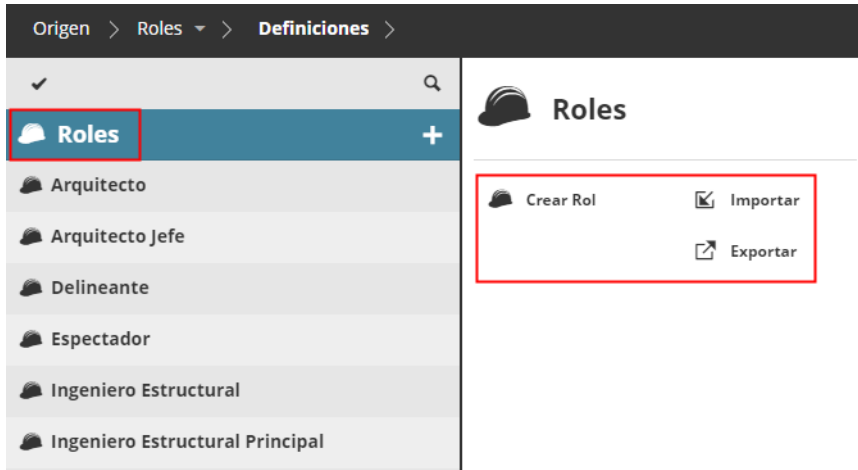 Origen > Roles > Definiciones >
Roles
Arquitecto
Arquitecto Jefe
Delineante
Espectador
Ingeniero Estructural
Ingeniero Estructural Principal
Roles
Crear Rol Importar
Exportar